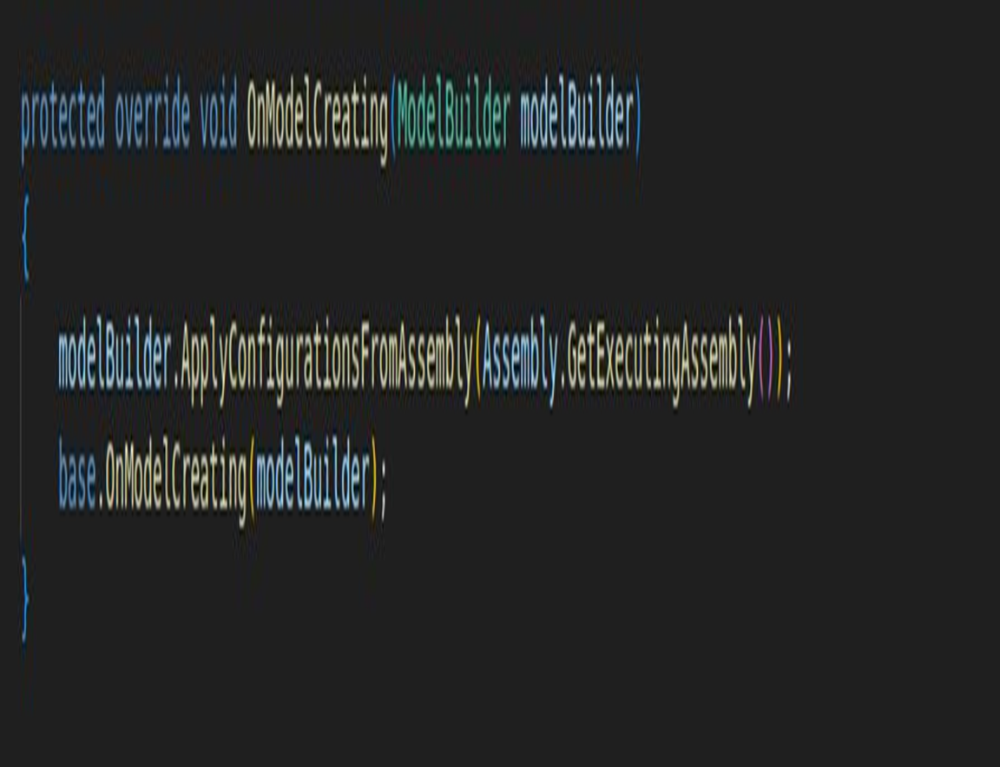 protected override void OnModelCreating(ModelBuilder modelBuilder)
{
    modelBuilder.ApplyConfigurationsFromAssembly(Assembly.GetExecutingAssembly());
    base.OnModelCreating(modelBuilder);
}